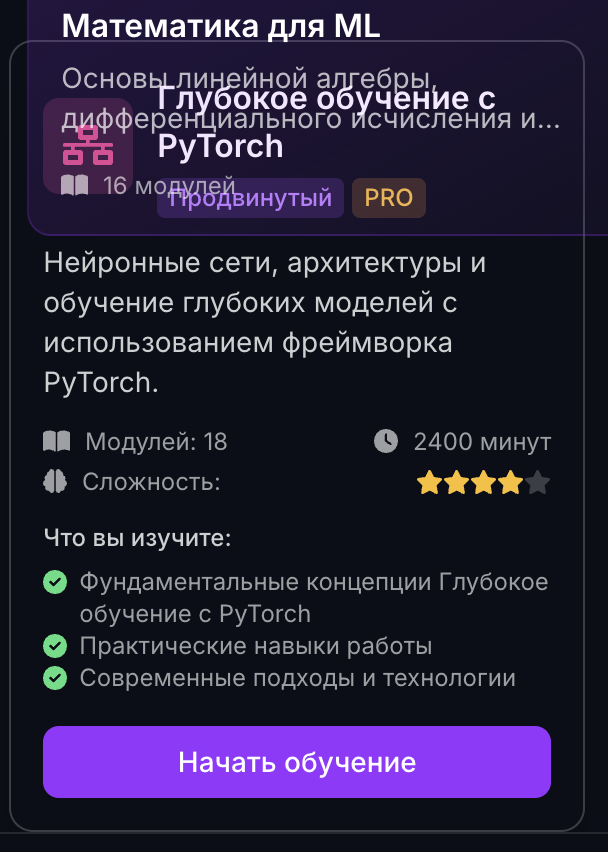 Математика для ML
Основы линейной алгебры,
дифференциального исчисления и...
16 модулей
Глубокое обучение с
PyTorch
Продвинутый
PRO
Нейронные сети, архитектуры и
обучение глубоких моделей с
использованием фреймворка
PyTorch.
Модулей: 18
2400 минут
Сложность:
Что вы изучите:
Фундаментальные концепции Глубокое
обучение с PyTorch
Практические навыки работы
Современные подходы и технологии
Начать обучение